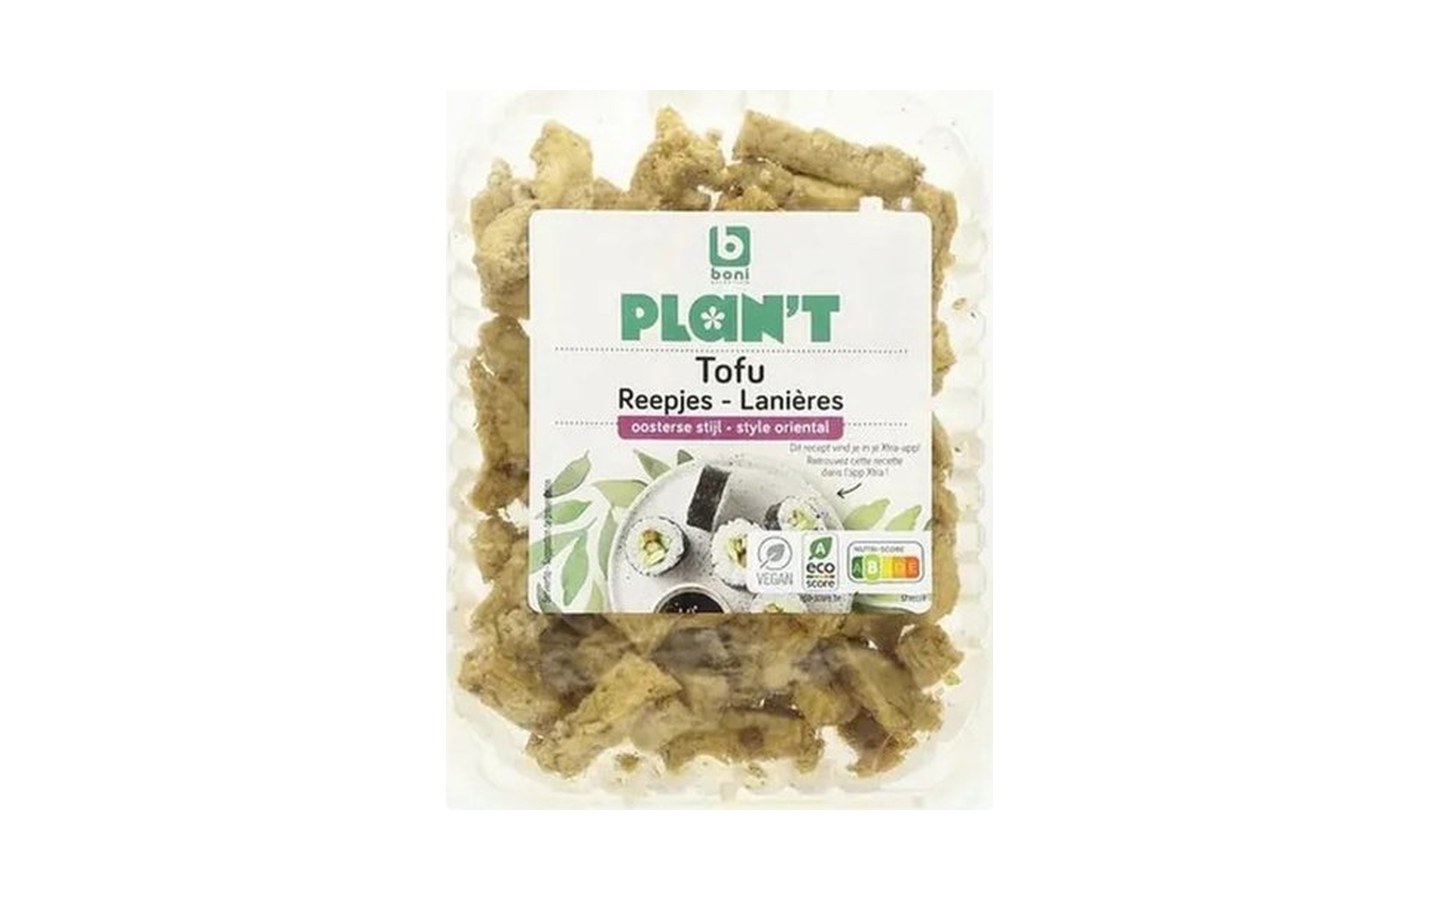 boni
PLAN'T
Tofu
Reepjes - Lanières
oosterse stijl • style oriental
Dit recept vind je in je Xtra-app!
Retrouvez cette recette
dans l'app Xtra !
VEGAN
A
eco
score
NUTRI-SCORE
A B D E